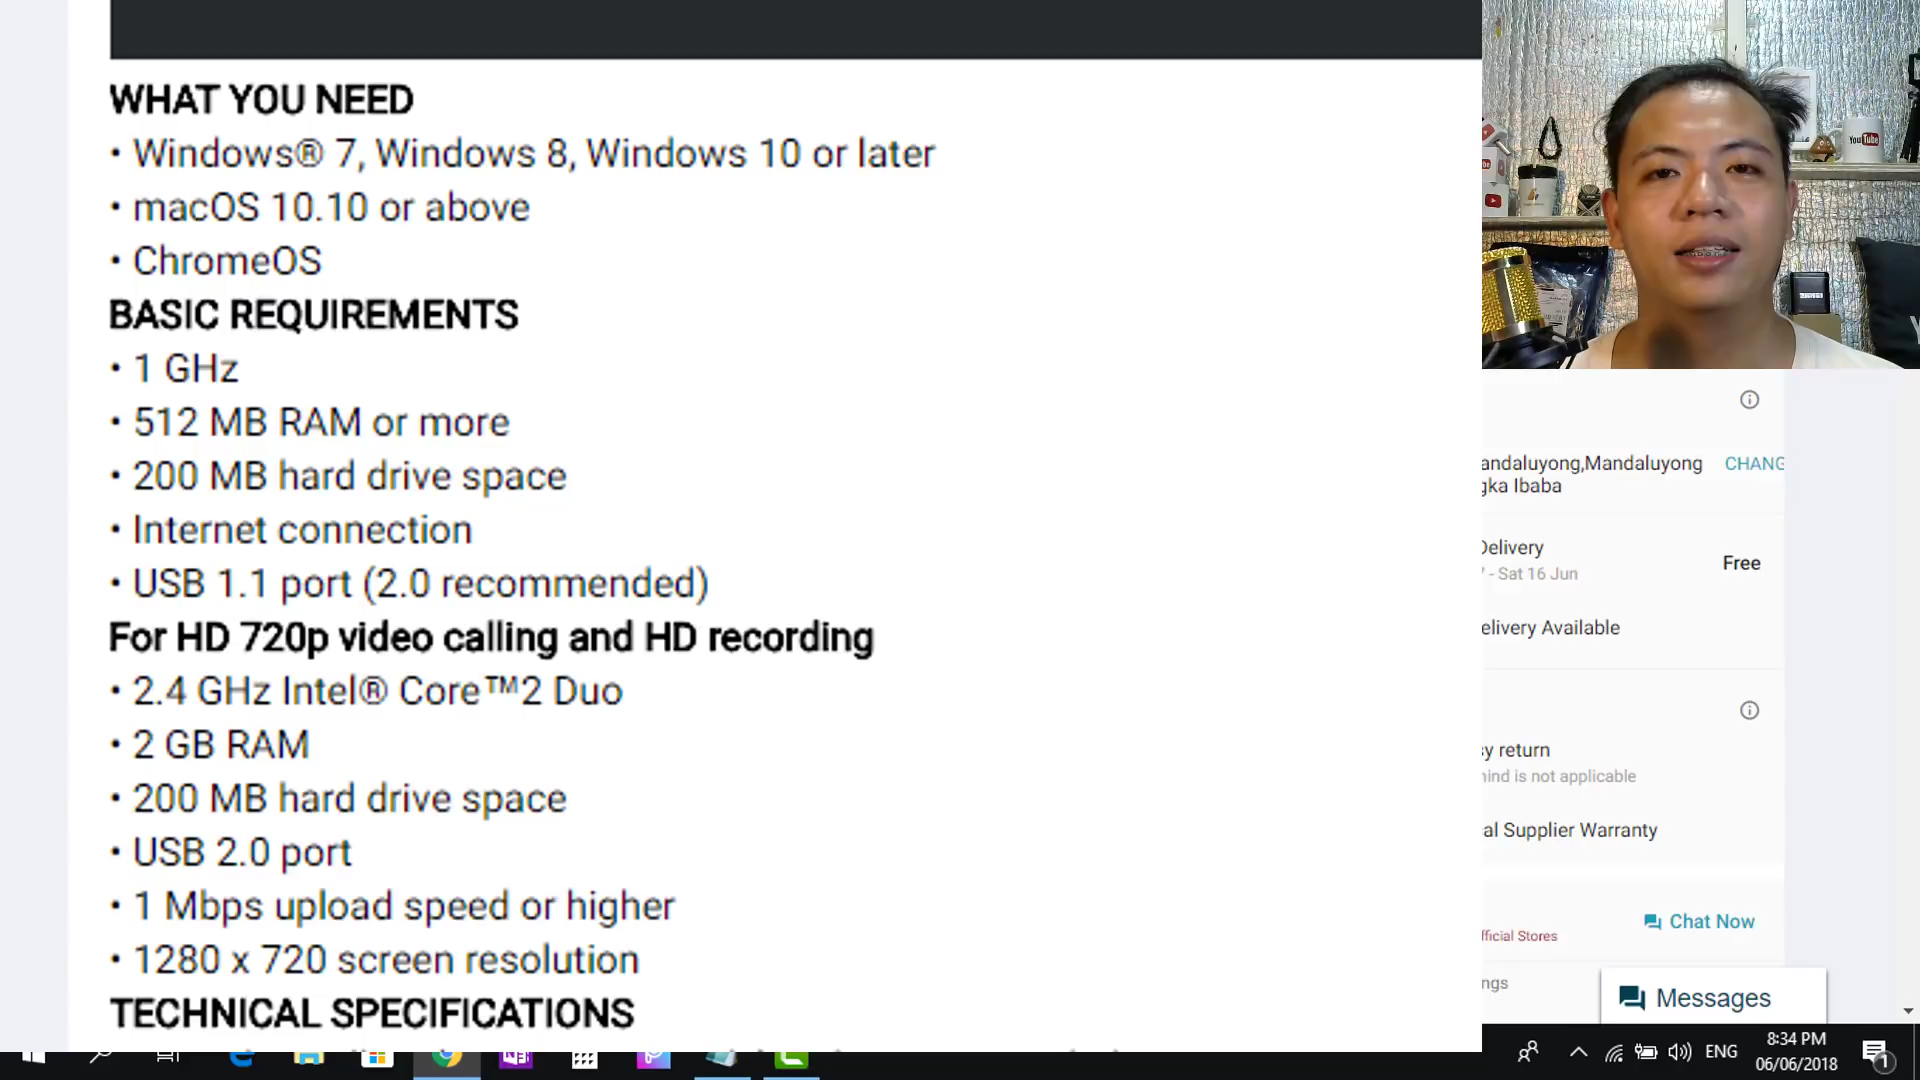 WHAT YOU NEED
• Windows® 7, Windows 8, Windows 10 or later
• macOS 10.10 or above
• ChromeOS
BASIC REQUIREMENTS
• 1 GHz
• 512 MB RAM or more
• 200 MB hard drive space
• Internet connection
• USB 1.1 port (2.0 recommended)
For HD 720p video calling and HD recording
• 2.4 GHz Intel® Core™2 Duo
• 2 GB RAM
• 200 MB hard drive space
• USB 2.0 port
• 1 Mbps upload speed or higher
• 1280 x 720 screen resolution
TECHNICAL SPECIFICATIONS
YouTube
andaluyong,Mandaluyong CHANG
gka Ibaba
Delivery Free
- Sat 16 Jun
elivery Available
sy return
mind is not applicable
al Supplier Warranty
Chat Now
fficial Stores
ngs
Messages
ENG
8:34 PM
06/06/2018
1